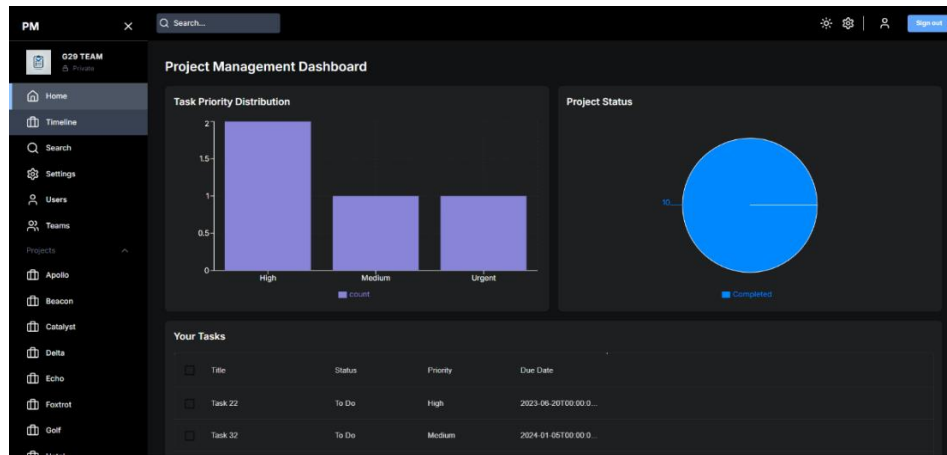 PM
Search...
Sign out
G29 TEAM
Private
Home
Timeline
Search
Settings
Users
Teams
Projects
Apollo
Beacon
Catalyst
Delta
Echo
Foxtrot
Golf
Project Management Dashboard
Task Priority Distribution
2
1.5
1
0.5
0
High Medium Urgent
count
Project Status
10
Completed
Your Tasks
Title Status Priority Due Date
Task 22 To Do High 2023-06-20T00:00:0...
Task 32 To Do Medium 2024-01-05T00:00:0...